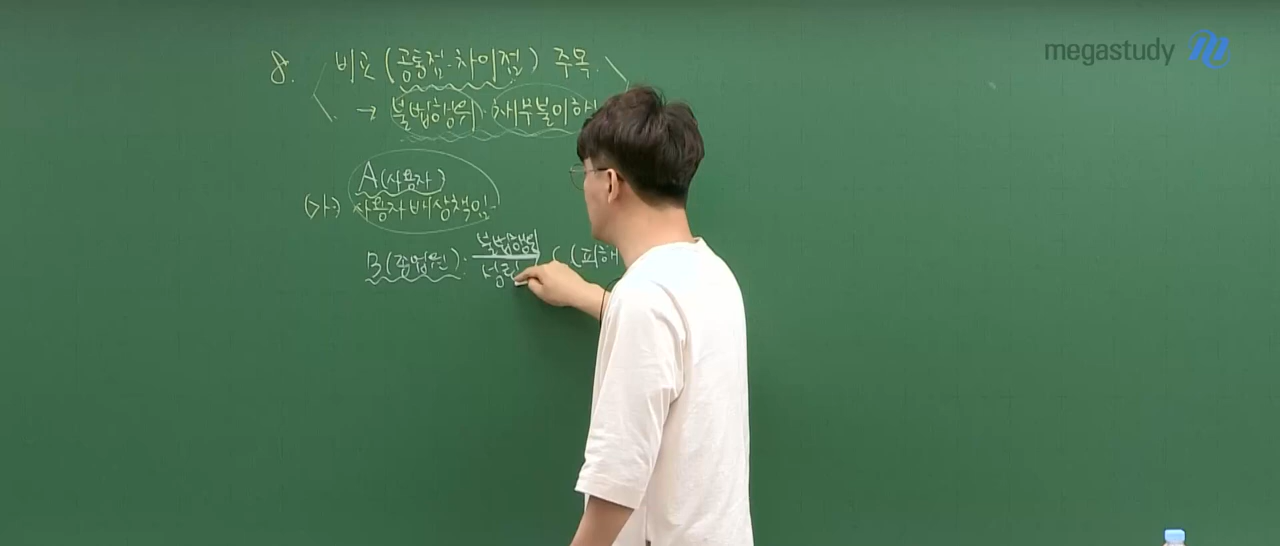 megastudy
8. 비교 (공통점·차이점) 주목
→ 불법행위·채무불이행
A(사용자)
(가) 사용자배상책임
불법행위
B(종업원) C(피해
성립